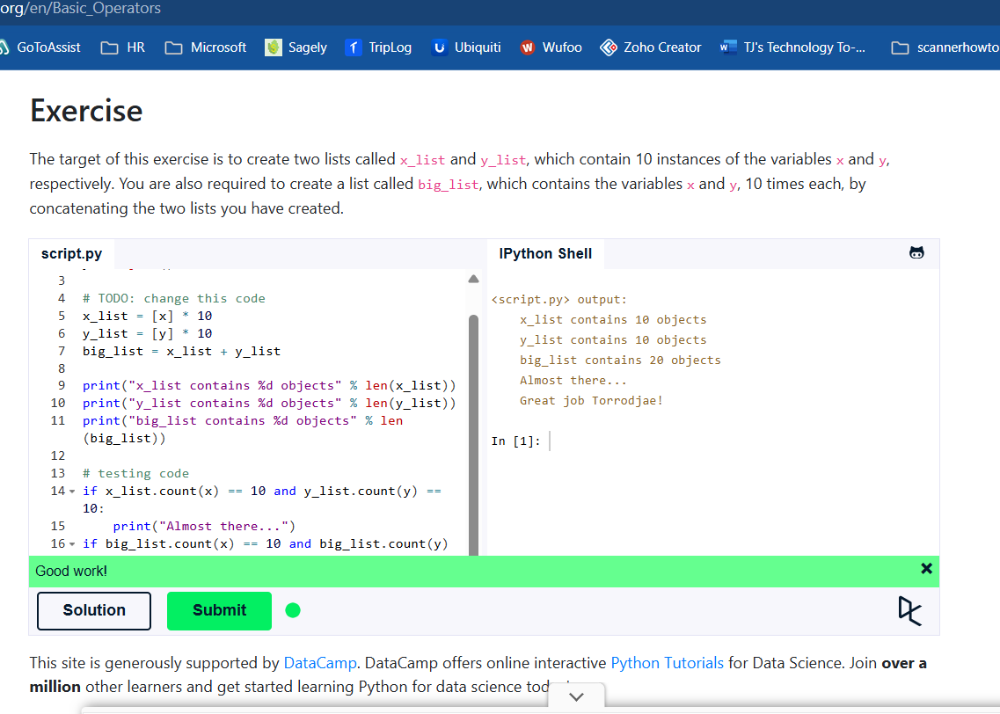 org/en/Basic_Operators
GoToAssist HR Microsoft Sagely TripLog Ubiquiti Wufoo Zoho Creator TJ's Technology To-... scannerhowto
Exercise
The target of this exercise is to create two lists called x_list and y_list, which contain 10 instances of the variables x and y,
respectively. You are also required to create a list called big_list, which contains the variables x and y, 10 times each, by
concatenating the two lists you have created.
script.py
3
4 # TODO: change this code
5 x_list = [x] * 10
6 y_list = [y] * 10
7 big_list = x_list + y_list
8
9 print("x_list contains %d objects" % len(x_list))
10 print("y_list contains %d objects" % len(y_list))
11 print("big_list contains %d objects" % len
(big_list))
12
13 # testing code
14 if x_list.count(x) == 10 and y_list.count(y) ==
10:
15 print("Almost there...")
16 if big_list.count(x) == 10 and big_list.count(y)
IPython Shell
<script.py> output:
x_list contains 10 objects
y_list contains 10 objects
big_list contains 20 objects
Almost there...
Great job Torrodjae!
In [1]:
Good work!
Solution Submit
This site is generously supported by DataCamp. DataCamp offers online interactive Python Tutorials for Data Science. Join over a
million other learners and get started learning Python for data science